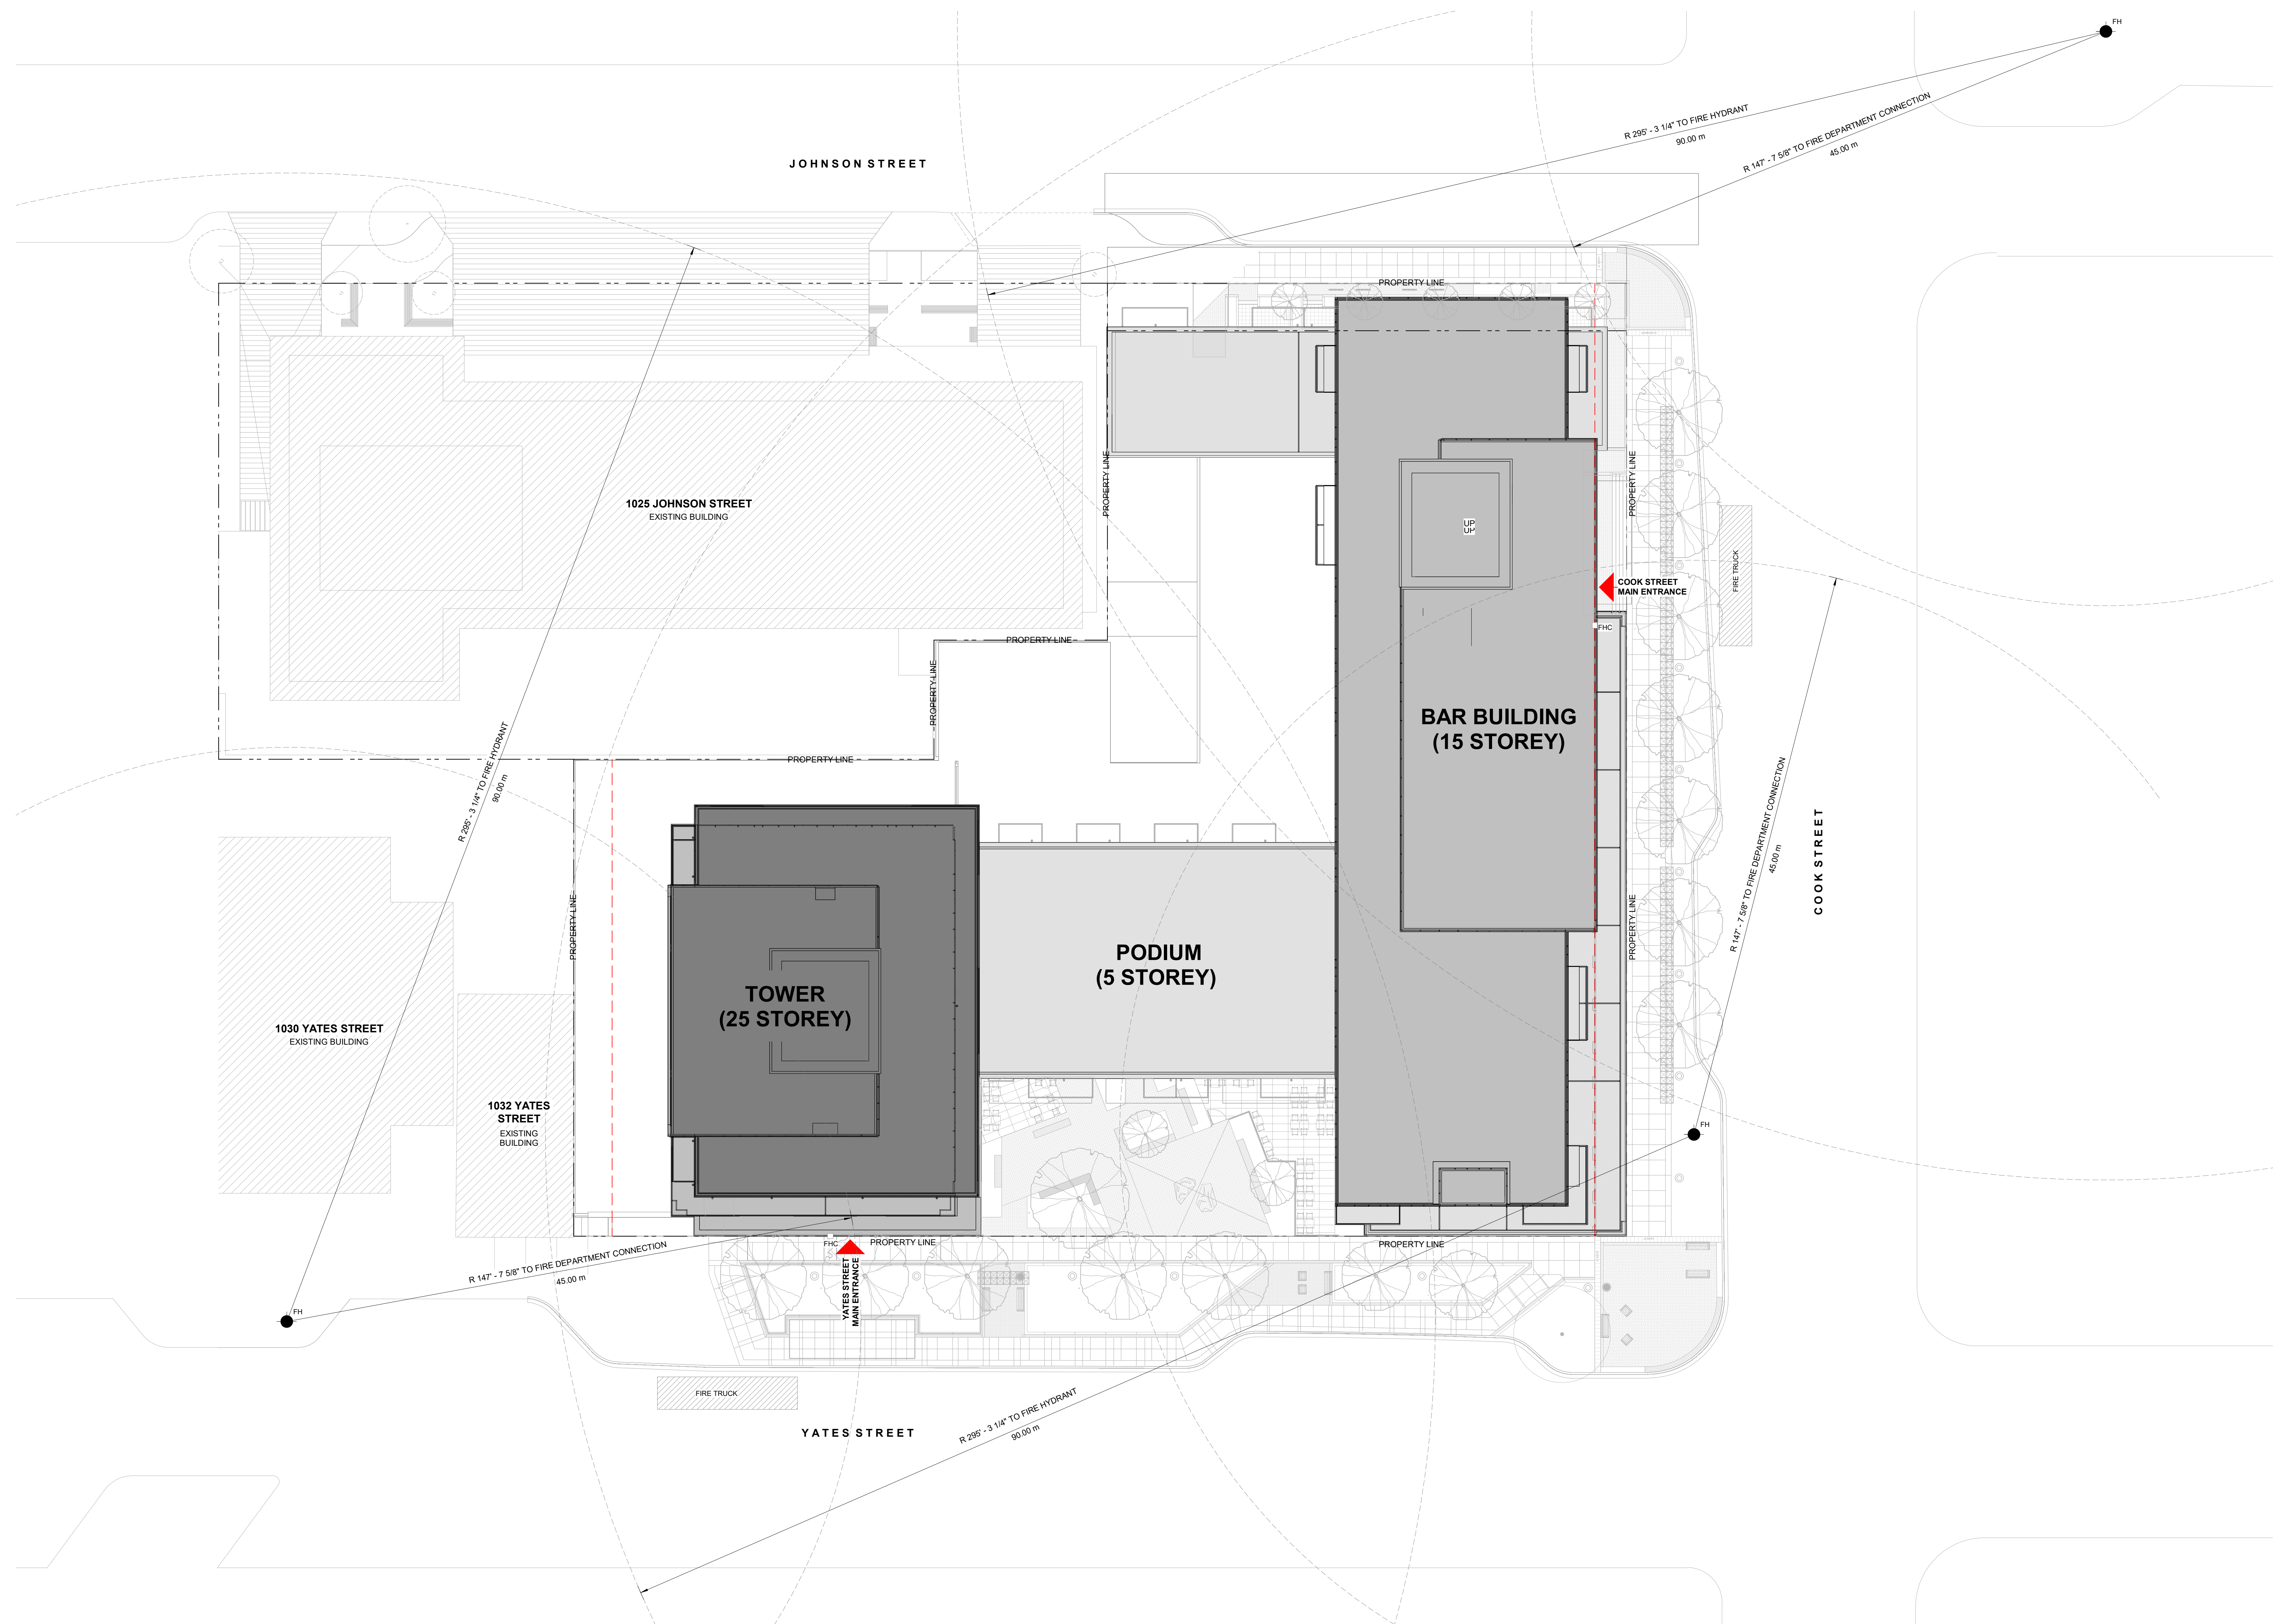 FH
R 295' - 3 1/4" TO FIRE HYDRANT
90.00 m
R 147' - 7 5/8" TO FIRE DEPARTMENT CONNECTION
45.00 m
JOHNSON STREET
PROPERTY LINE
1025 JOHNSON STREET
EXISTING BUILDING
PROPERTY LINE
PROPERTY LINE
UP
UP
FIRE TRUCK
COOK STREET
MAIN ENTRANCE
FHC
PROPERTY LINE
PROPERTY LINE
BAR BUILDING
(15 STOREY)
PROPERTY LINE
R 295' - 3 1/4" TO FIRE HYDRANT
90.00 m
R 147' - 7 5/8" TO FIRE DEPARTMENT CONNECTION
45.00 m
COOK STREET
PROPERTY LINE
PROPERTY LINE
PODIUM
(5 STOREY)
TOWER
(25 STOREY)
1030 YATES STREET
EXISTING BUILDING
1032 YATES
STREET
EXISTING
BUILDING
FH
FHC
PROPERTY LINE
PROPERTY LINE
R 147' - 7 5/8" TO FIRE DEPARTMENT CONNECTION
45.00 m
YATES STREET
MAIN ENTRANCE
FH
FIRE TRUCK
R 295' - 3 1/4" TO FIRE HYDRANT
90.00 m
YATES STREET